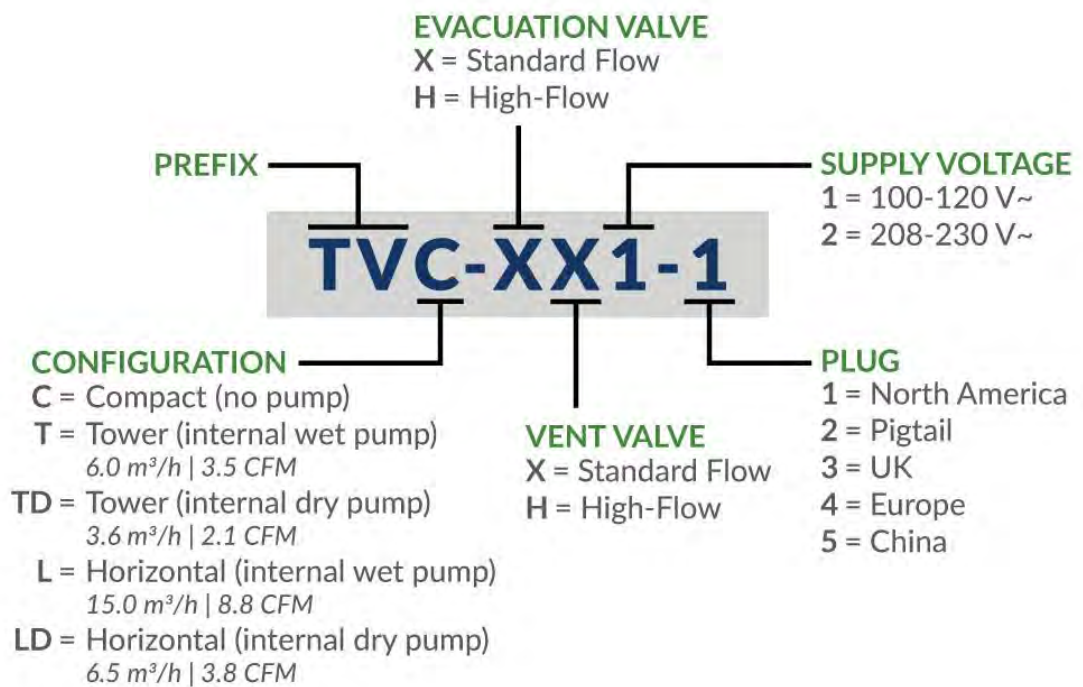 EVACUATION VALVE
X = Standard Flow
H = High-Flow
PREFIX
SUPPLY VOLTAGE
1 = 100-120 V~
2 = 208-230 V~
TVC-XX1-1
CONFIGURATION
C = Compact (no pump)
T = Tower (internal wet pump)
6.0 m³/h | 3.5 CFM
TD = Tower (internal dry pump)
3.6 m³/h | 2.1 CFM
L = Horizontal (internal wet pump)
15.0 m³/h | 8.8 CFM
LD = Horizontal (internal dry pump)
6.5 m³/h | 3.8 CFM
VENT VALVE
X = Standard Flow
H = High-Flow
PLUG
1 = North America
2 = Pigtail
3 = UK
4 = Europe
5 = China